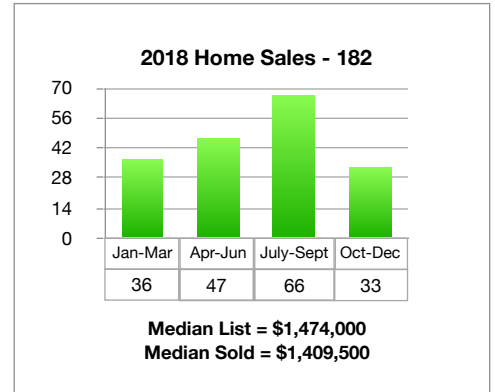 2018 Home Sales - 182
70
56
42
28
14
0
Jan-Mar Apr-Jun July-Sept Oct-Dec
36 47 66 33
Median List = $1,474,000
Median Sold = $1,409,500